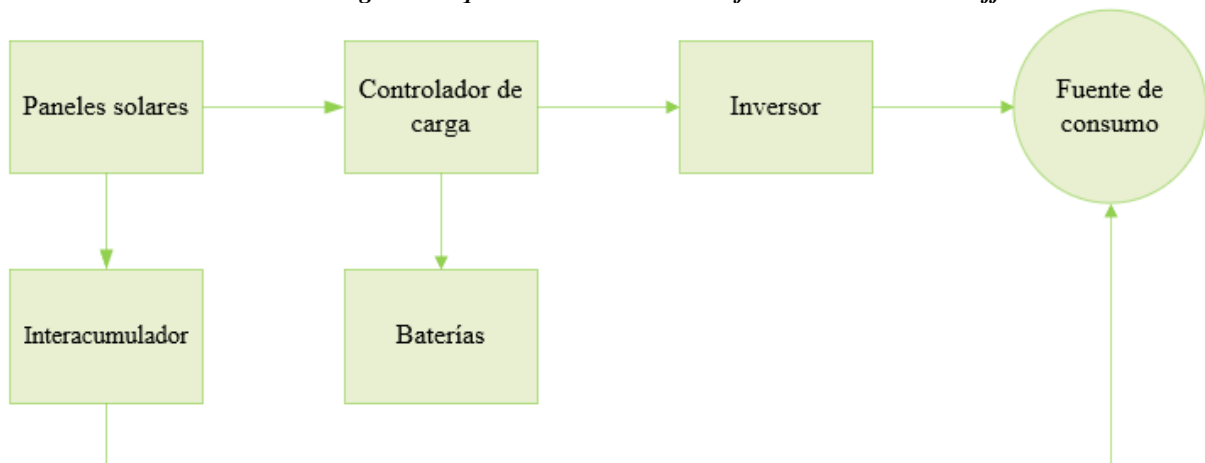 Paneles solares
Controlador de
carga
Inversor
Fuente de
consumo
Interacumulador
Baterías